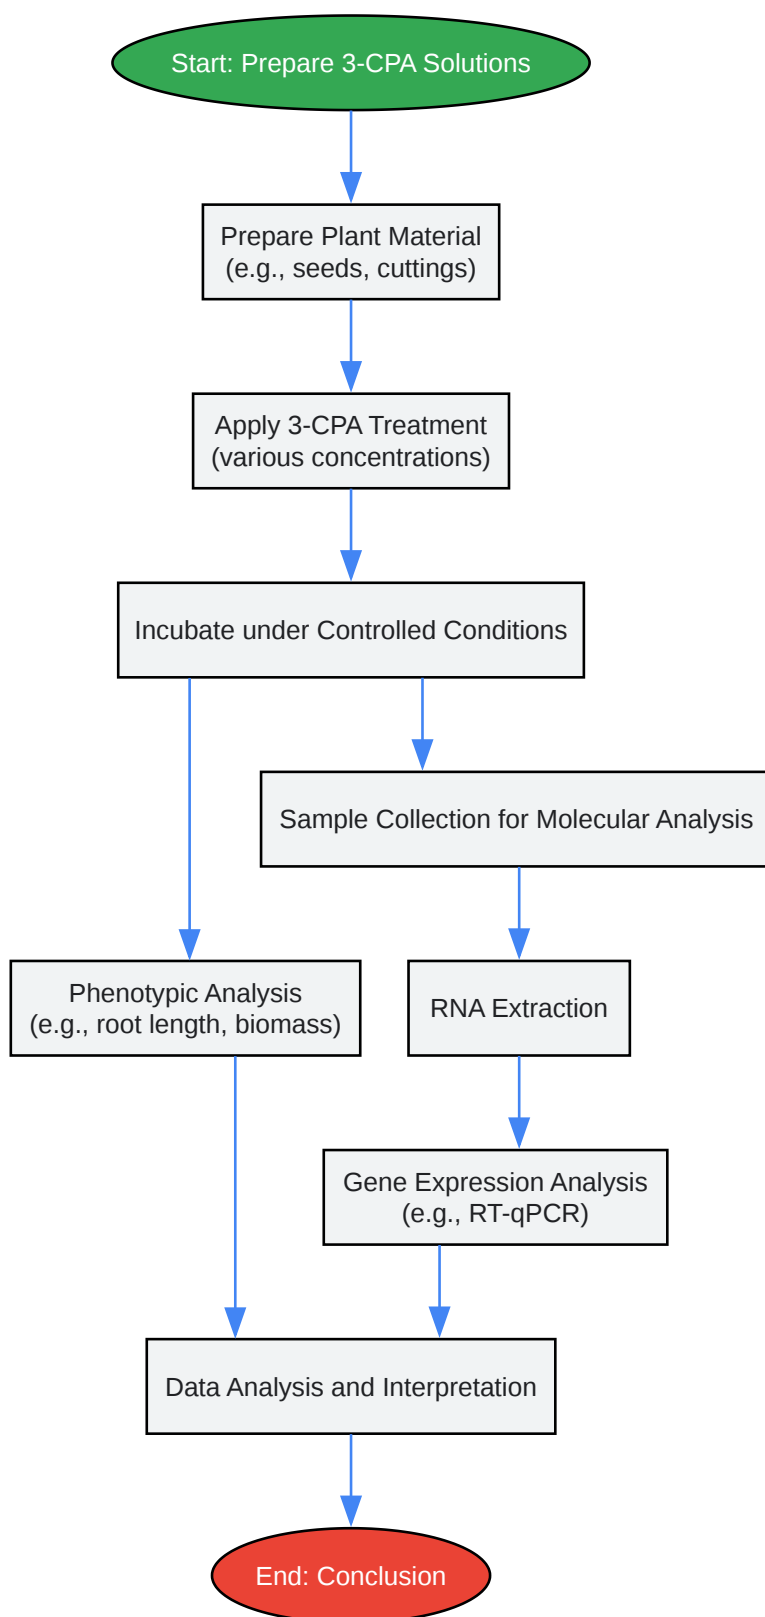 Start: Prepare 3-CPA Solutions
Prepare Plant Material
(e.g., seeds, cuttings)
Apply 3-CPA Treatment
(various concentrations)
Incubate under Controlled Conditions
Sample Collection for Molecular Analysis
Phenotypic Analysis
(e.g., root length, biomass)
RNA Extraction
Gene Expression Analysis
(e.g., RT-qPCR)
Data Analysis and Interpretation
End: Conclusion